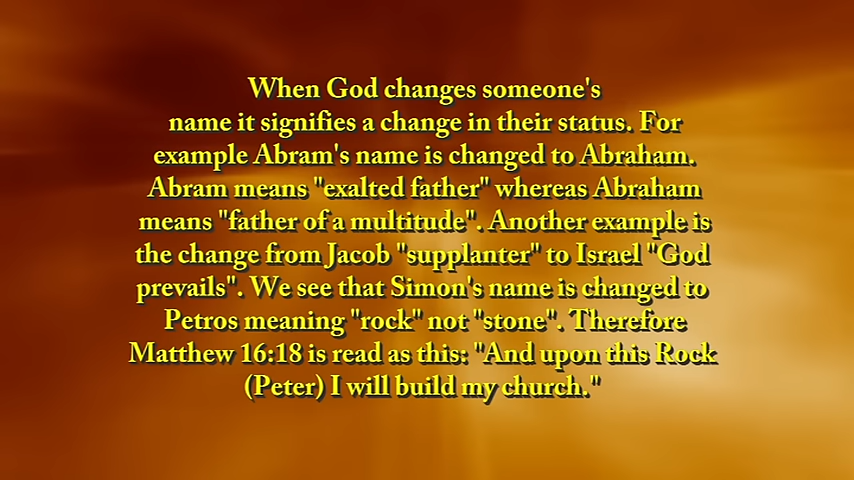 When God changes someone's
name it signifies a change in their status. For
example Abram's name is changed to Abraham.
Abram means "exalted father" whereas Abraham
means "father of a multitude". Another example is
the change from Jacob "supplanter" to Israel "God
prevails". We see that Simon's name is changed to
Petros meaning "rock" not "stone". Therefore
Matthew 16:18 is read as this: "And upon this Rock
(Peter) I will build my church."